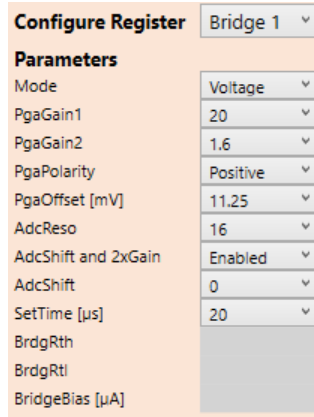 Configure Register Bridge 1
Parameters
Mode Voltage
PgaGain1 20
PgaGain2 1.6
PgaPolarity Positive
PgaOffset [mV] 11.25
AdcReso 16
AdcShift and 2xGain Enabled
AdcShift 0
SetTime [µs] 20
BrdgRth
BrdgRtl
BridgeBias [µA]